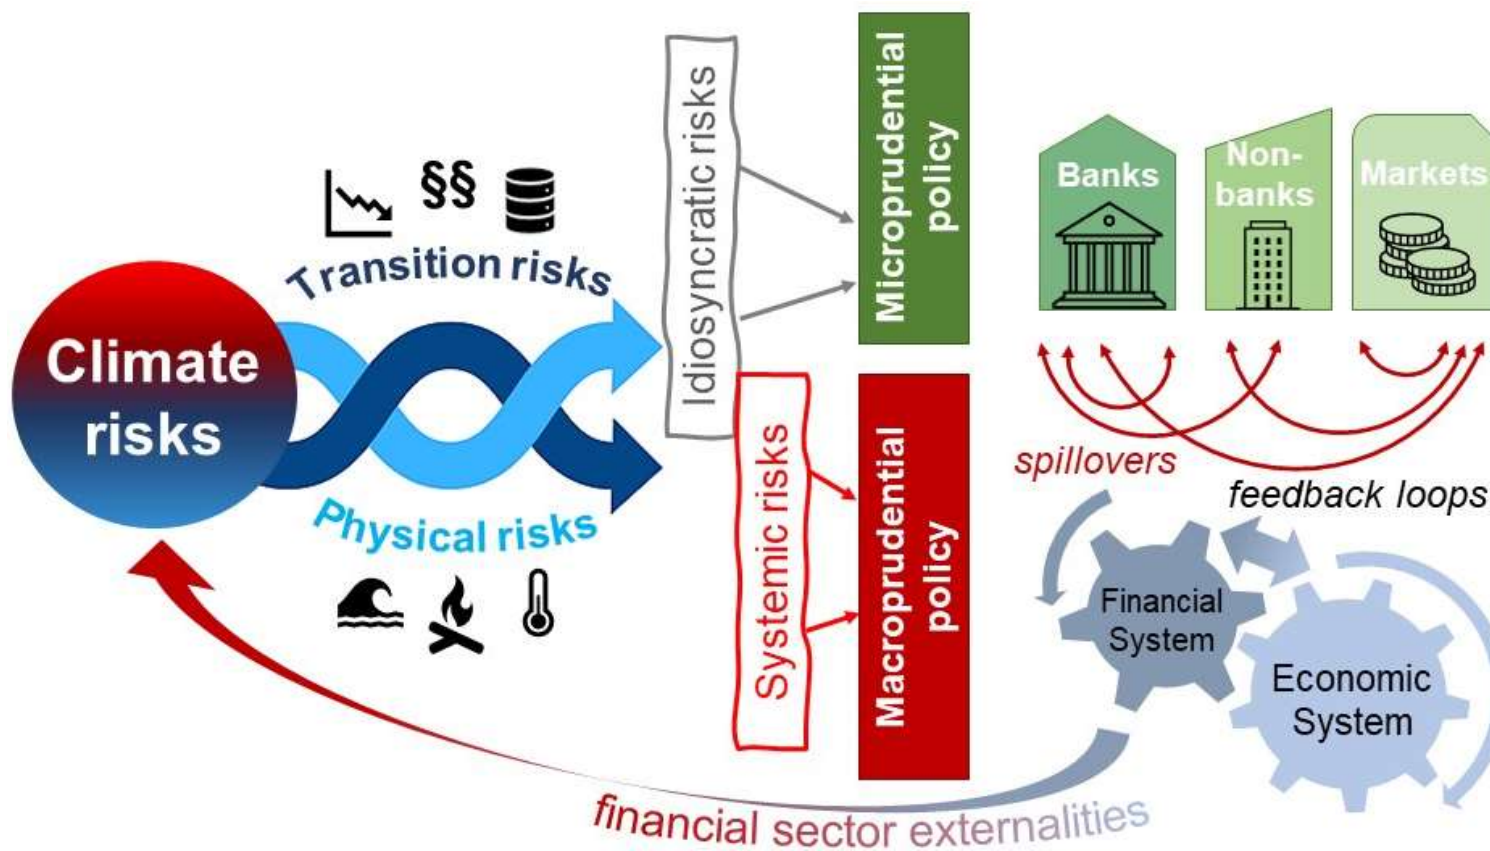 Climate
risks
§§
Transition risks
Physical risks
Idiosyncratic risks
Systemic risks
Microprudential
policy
Macroprudential
policy
Banks
Non-
banks
Markets
spillovers
feedback loops
Financial
System
Economic
System
financial sector externalities